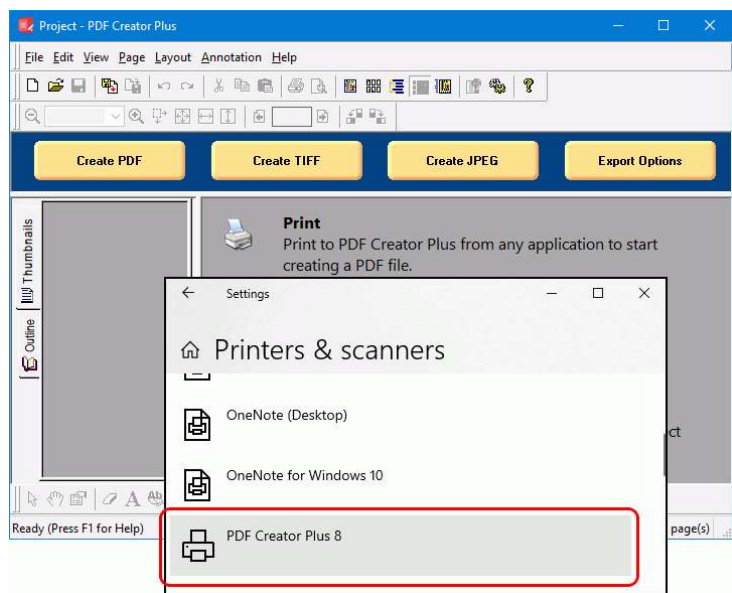 Project - PDF Creator Plus
File Edit View Page Layout Annotation Help
Create PDF Create TIFF Create JPEG Export Options
Thumbnails
Outline
Print
Print to PDF Creator Plus from any application to start
creating a PDF file.
Settings
Printers & scanners
OneNote (Desktop)
OneNote for Windows 10
PDF Creator Plus 8
ct
Ready (Press F1 for Help) page(s)